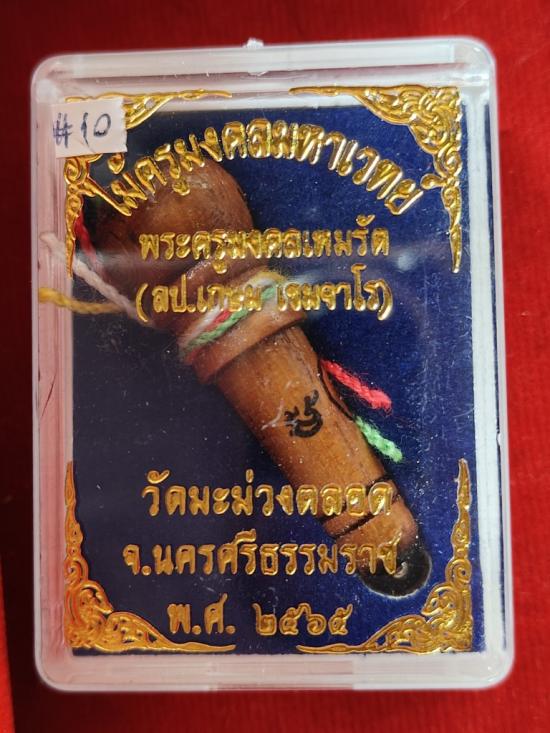 #10
ไม้ครูมงคลมหาเวทย์
พระครูมงคลเขมรัต
(ลป.เกษม เขมจาโร)
วัดมะม่วงตลอด
จ.นครศรีธรรมราช
พ.ศ. ๒๕๖๕